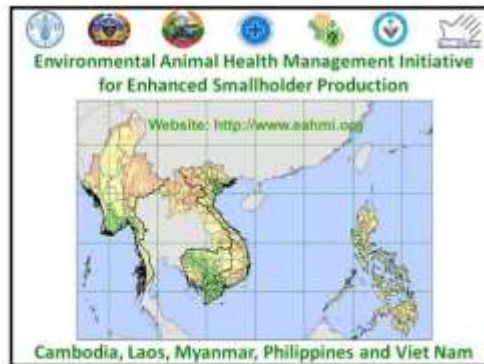 Environmental Animal Health Management Initiative
for Enhanced Smallholder Production
Website: http://www.eahmi.org
Cambodia, Laos, Myanmar, Philippines and Viet Nam